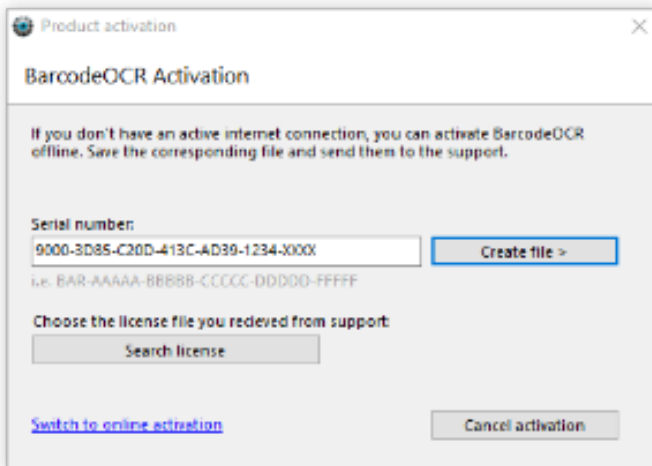 Product activation
BarcodeOCR Activation
If you don't have an active internet connection, you can activate BarcodeOCR
offline. Save the corresponding file and send them to the support.
Serial number:
9000-3D85-C20D-413C-AD39-1234-XXXX
Create file >
i.e. BAR-AAAAA-BBBBB-CCCCC-DDDDD-FFFFF
Choose the license file you recieved from support:
Search license
Switch to online activation
Cancel activation